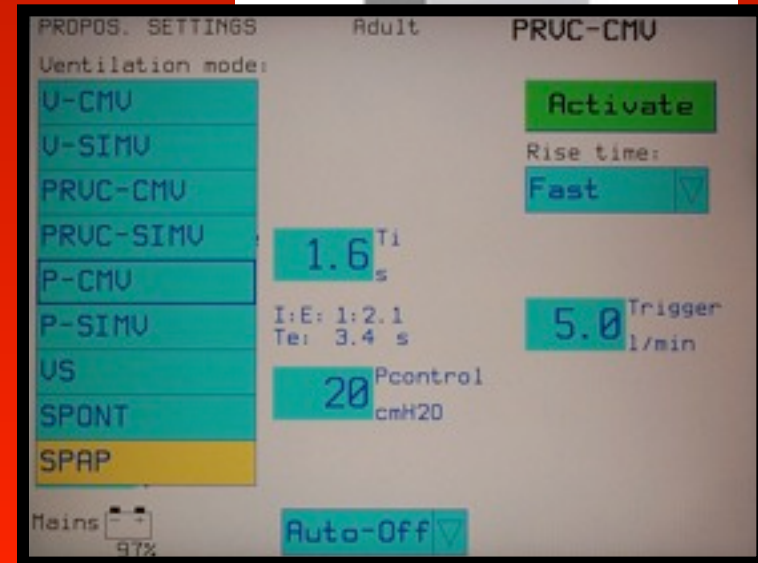 PROPOS. SETTINGS Adult PRVC-CMV
Ventilation mode:
V-CMV
V-SIMV
PRVC-CMV
PRVC-SIMV
P-CMV
P-SIMV
VS
SPONT
SPAP
Activate
Rise time:
Fast
1.6 Ti
s
I:E: 1:2.1
Te: 3.4 s
5.0 Trigger
l/min
20 Pcontrol
cmH2O
Mains
97%
Auto-Off